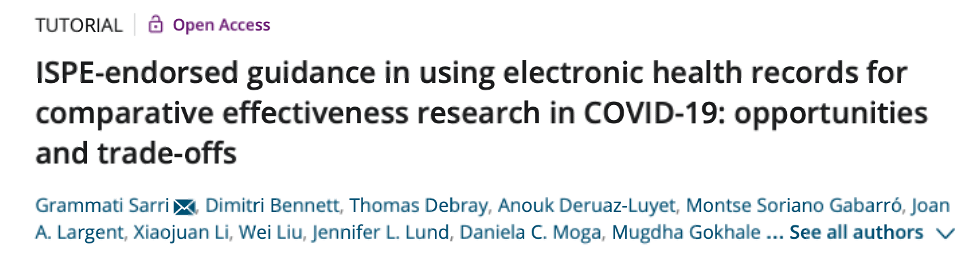 TUTORIAL Open Access
ISPE-endorsed guidance in using electronic health records for
comparative effectiveness research in COVID-19: opportunities
and trade-offs
Grammati Sarri, Dimitri Bennett, Thomas Debray, Anouk Deruaz-Luyet, Montse Soriano Gabarró, Joan
A. Largent, Xiaojuan Li, Wei Liu, Jennifer L. Lund, Daniela C. Moga, Mugdha Gokhale ... See all authors